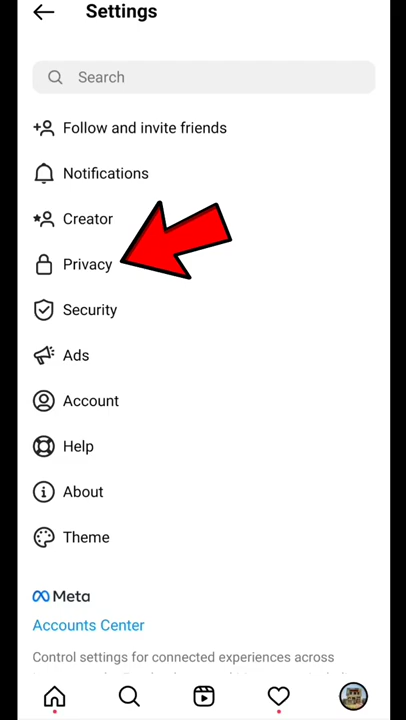 Settings
Search
Follow and invite friends
Notifications
Creator
Privacy
Security
Ads
Account
Help
About
Theme
Meta
Accounts Center
Control settings for connected experiences across